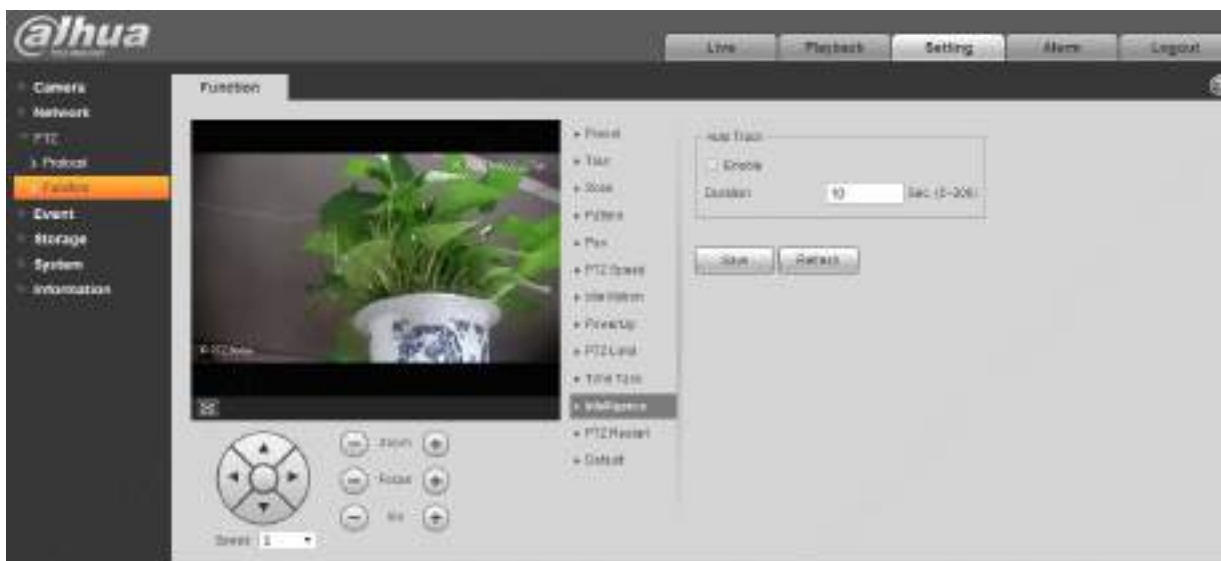 alhua
Live
Playback
Setting
Alarm
Logout
Camera
Network
PTZ
Protocol
Function
Event
Storage
System
Information
Function
Preset
Tour
Scan
Pattern
Pan
PTZ Speed
Idle Motion
PowerUp
PTZ Limit
Time Task
Intelligence
PTZ Restart
Default
Auto Track
Enable
Duration
10
Save
Refresh
Zoom
Focus
Iris
Speed